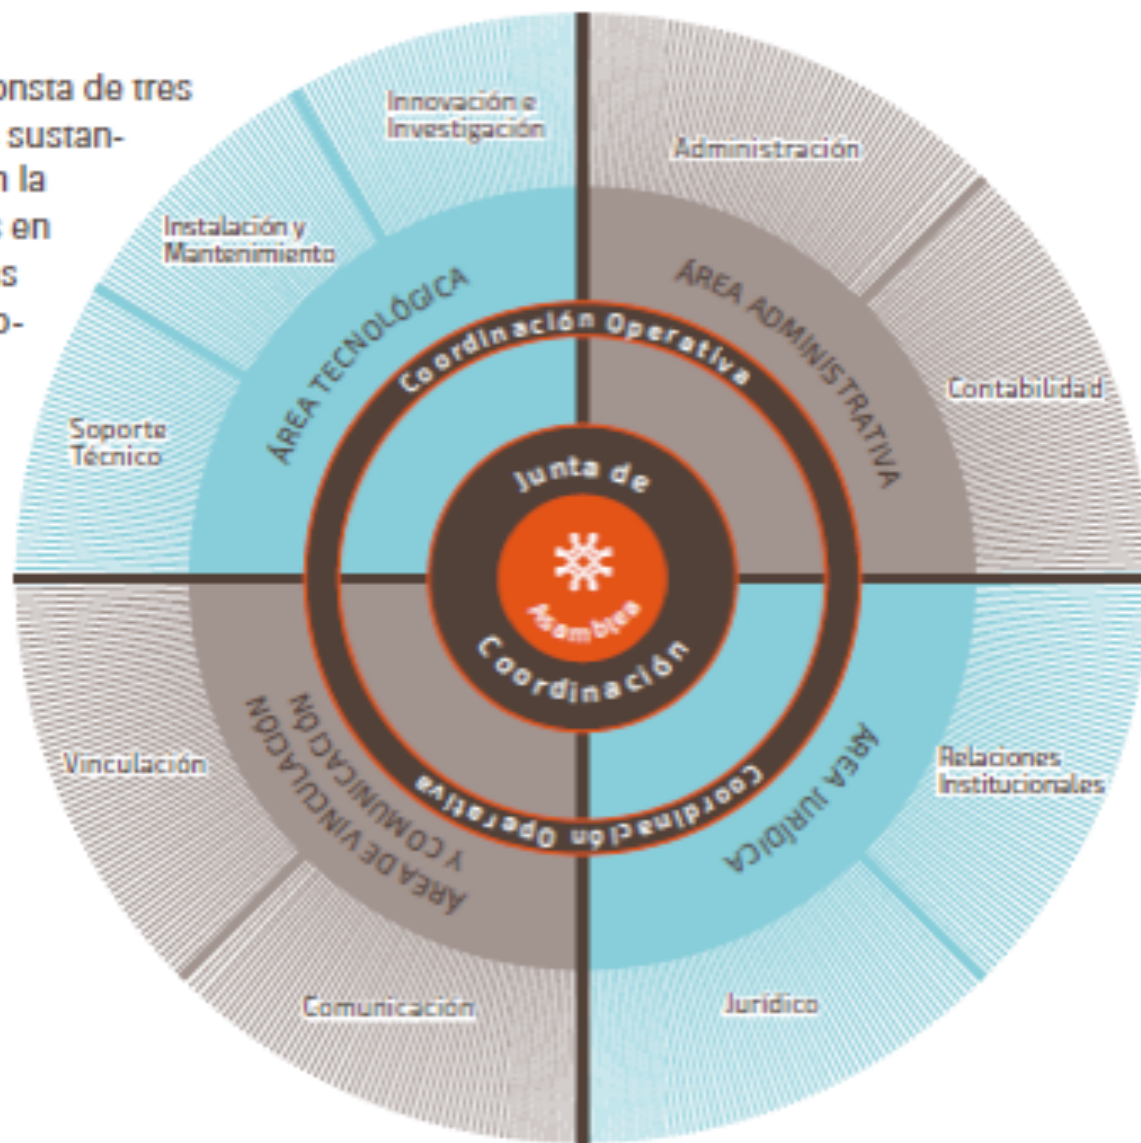 onsta de tres
sustan-
n la
en
s
o-
Innovación e
Investigación
Administración
Instalación y
Mantenimiento
ÁREA TECNOLÓGICA
ÁREA ADMINISTRATIVA
Coordinación Operativa
Contabilidad
Soporte
Técnico
Junta de
Asamblea
Coordinación
Vinculación
ÁREA DE VINCULACIÓN
Y COMUNICACIÓN
Coordinación Operativa
ÁREA JURÍDICA
Relaciones
Institucionales
Comunicación
Jurídico